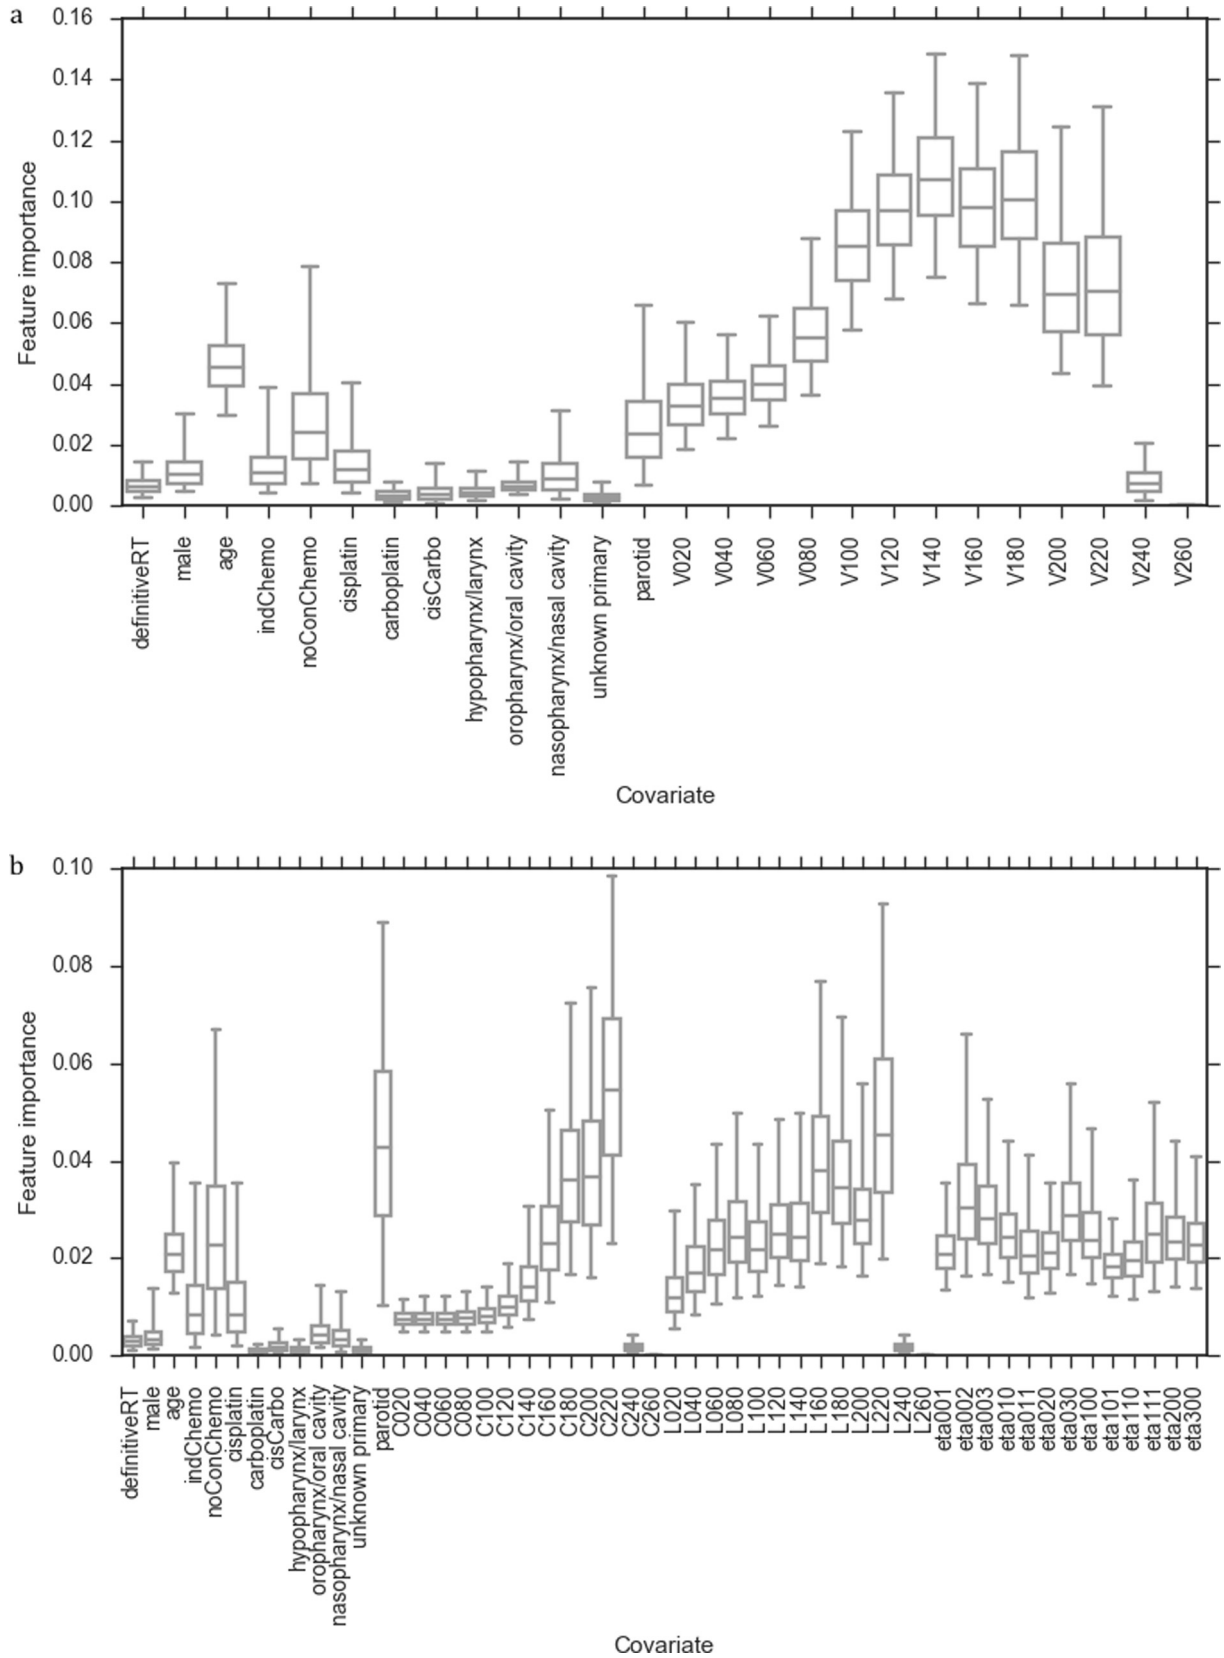 a
0.16
0.14
0.12
0.10
0.08
0.06
0.04
0.02
0.00
Feature importance
definitiveRT
male
age
indChemo
noConChemo
cisplatin
carboplatin
cisCarbo
hypopharynx/larynx
oropharynx/oral cavity
nasopharynx/nasal cavity
unknown primary
parotid
V020
V040
V060
V080
V100
V120
V140
V160
V180
V200
V220
V240
V260
Covariate
b
0.10
0.08
0.06
0.04
0.02
0.00
Feature importance
definitiveRT
male
age
indChemo
noConChemo
cisplatin
carboplatin
cisCarbo
hypopharynx/larynx
oropharynx/oral cavity
nasopharynx/nasal cavity
unknown primary
parotid
C020
C040
C060
C080
C100
C120
C140
C160
C180
C200
C220
C240
C260
L020
L040
L060
L080
L100
L120
L140
L160
L180
L200
L220
L240
L260
eta001
eta002
eta003
eta010
eta011
eta020
eta030
eta100
eta101
eta110
eta111
eta200
eta300
Covariate